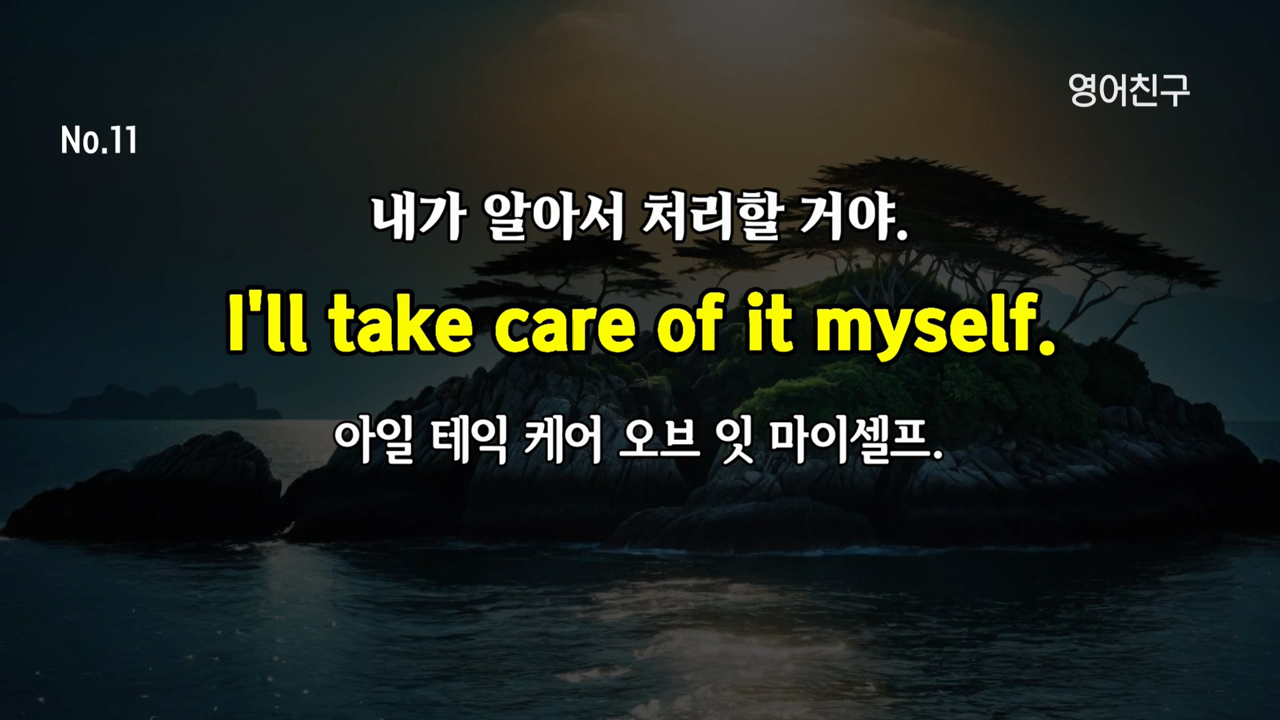 영어친구
No.11
내가 알아서 처리할 거야.
I'll take care of it myself.
아일 테익 케어 오브 잇 마이셀프.